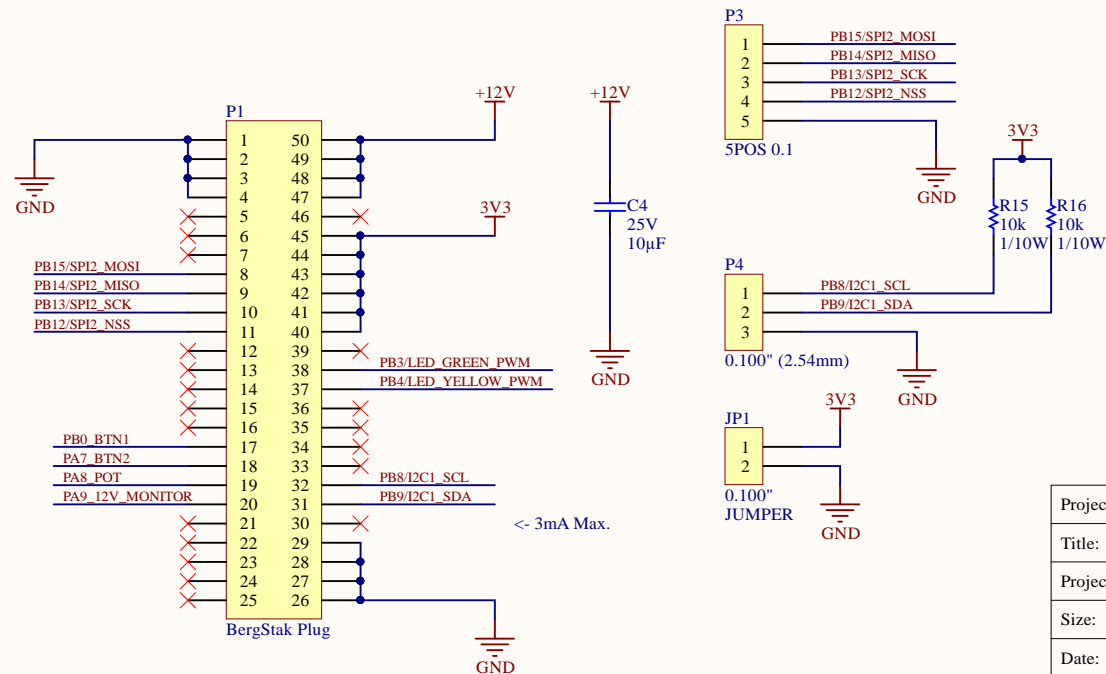 P1
+12V
+12V
1 50
2 49
3 48
4 47
5 46
6 45
3V3
7 44
PB15/SPI2_MOSI 8 43
PB14/SPI2_MISO 9 42
PB13/SPI2_SCK 10 41
PB12/SPI2_NSS 11 40
12 39
13 38 PB3/LED_GREEN_PWM
14 37 PB4/LED_YELLOW_PWM
15 36
16 35
PB0_BTN1 17 34
PA7_BTN2 18 33
PA8_POT 19 32 PB8/I2C1_SCL
PA9_12V_MONITOR 20 31 PB9/I2C1_SDA
21 30
<- 3mA Max.
22 29
23 28
24 27
25 26
BergStak Plug
GND
GND
C4
25V
10µF
GND
P3
1 PB15/SPI2_MOSI
2 PB14/SPI2_MISO
3 PB13/SPI2_SCK
4 PB12/SPI2_NSS
5
5POS 0.1
GND
3V3
R15
10k
1/10W
R16
10k
1/10W
P4
1 PB8/I2C1_SCL
2 PB9/I2C1_SDA
3
0.100" (2.54mm)
GND
JP1
3V3
1
2
0.100"
JUMPER
GND
Projec
Title:
Projec
Size:
Date: